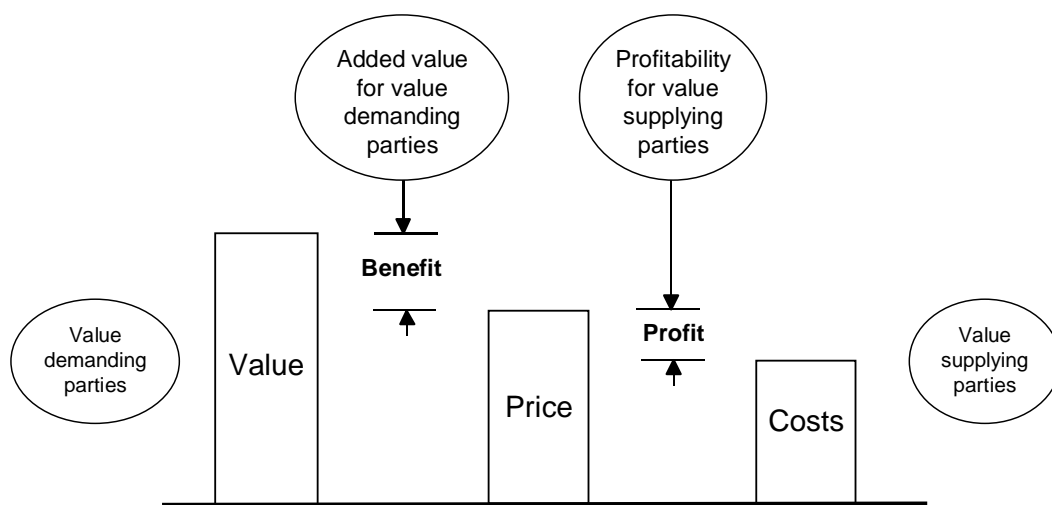 Added value
for value
demanding
parties
Profitability
for value
supplying
parties
Benefit
Value
demanding
parties
Value
Price
Profit
Costs
Value
supplying
parties